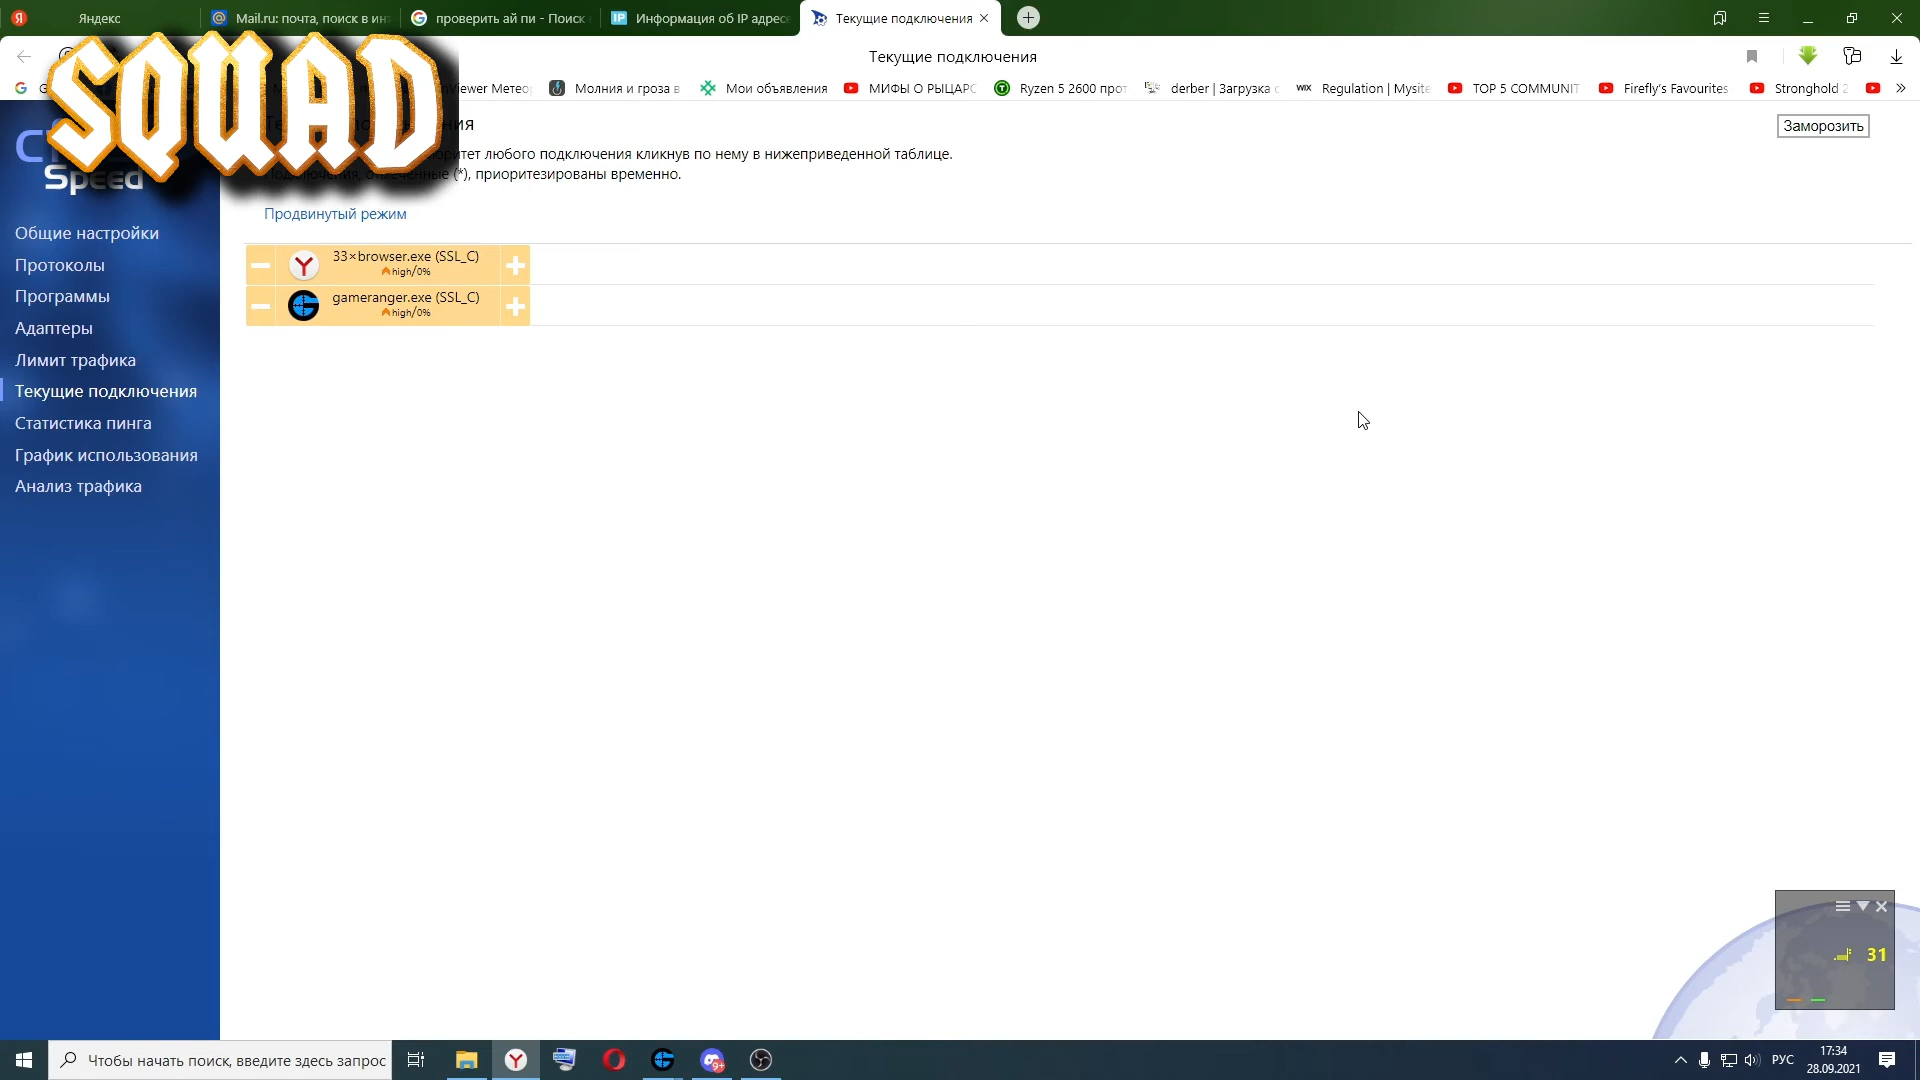 Яндекс
Mail.ru: почта, поиск в инт
проверить ай пи - Поиск
Информация об IP адресе
Текущие подключения
Текущие подключения
Молния и гроза в
Мои объявления
МИФЫ О РЫЦАРС
Ryzen 5 2600 прот
derber | Загрузка с
Regulation | Mysite
TOP 5 COMMUNIT
Firefly's Favourites
Stronghold 2
SQUAD
Speed
Заморозить
любого подключения кликнув по нему в нижеприведенной таблице.
(*), приоритезированы временно.
Продвинутый режим
Общие настройки
Протоколы
Программы
Адаптеры
Лимит трафика
Текущие подключения
Статистика пинга
График использования
Анализ трафика
33×browser.exe (SSL_C)
high/0%
gameranger.exe (SSL_C)
high/0%
31
Чтобы начать поиск, введите здесь запрос
9+
РУС
17:34
28.09.2021